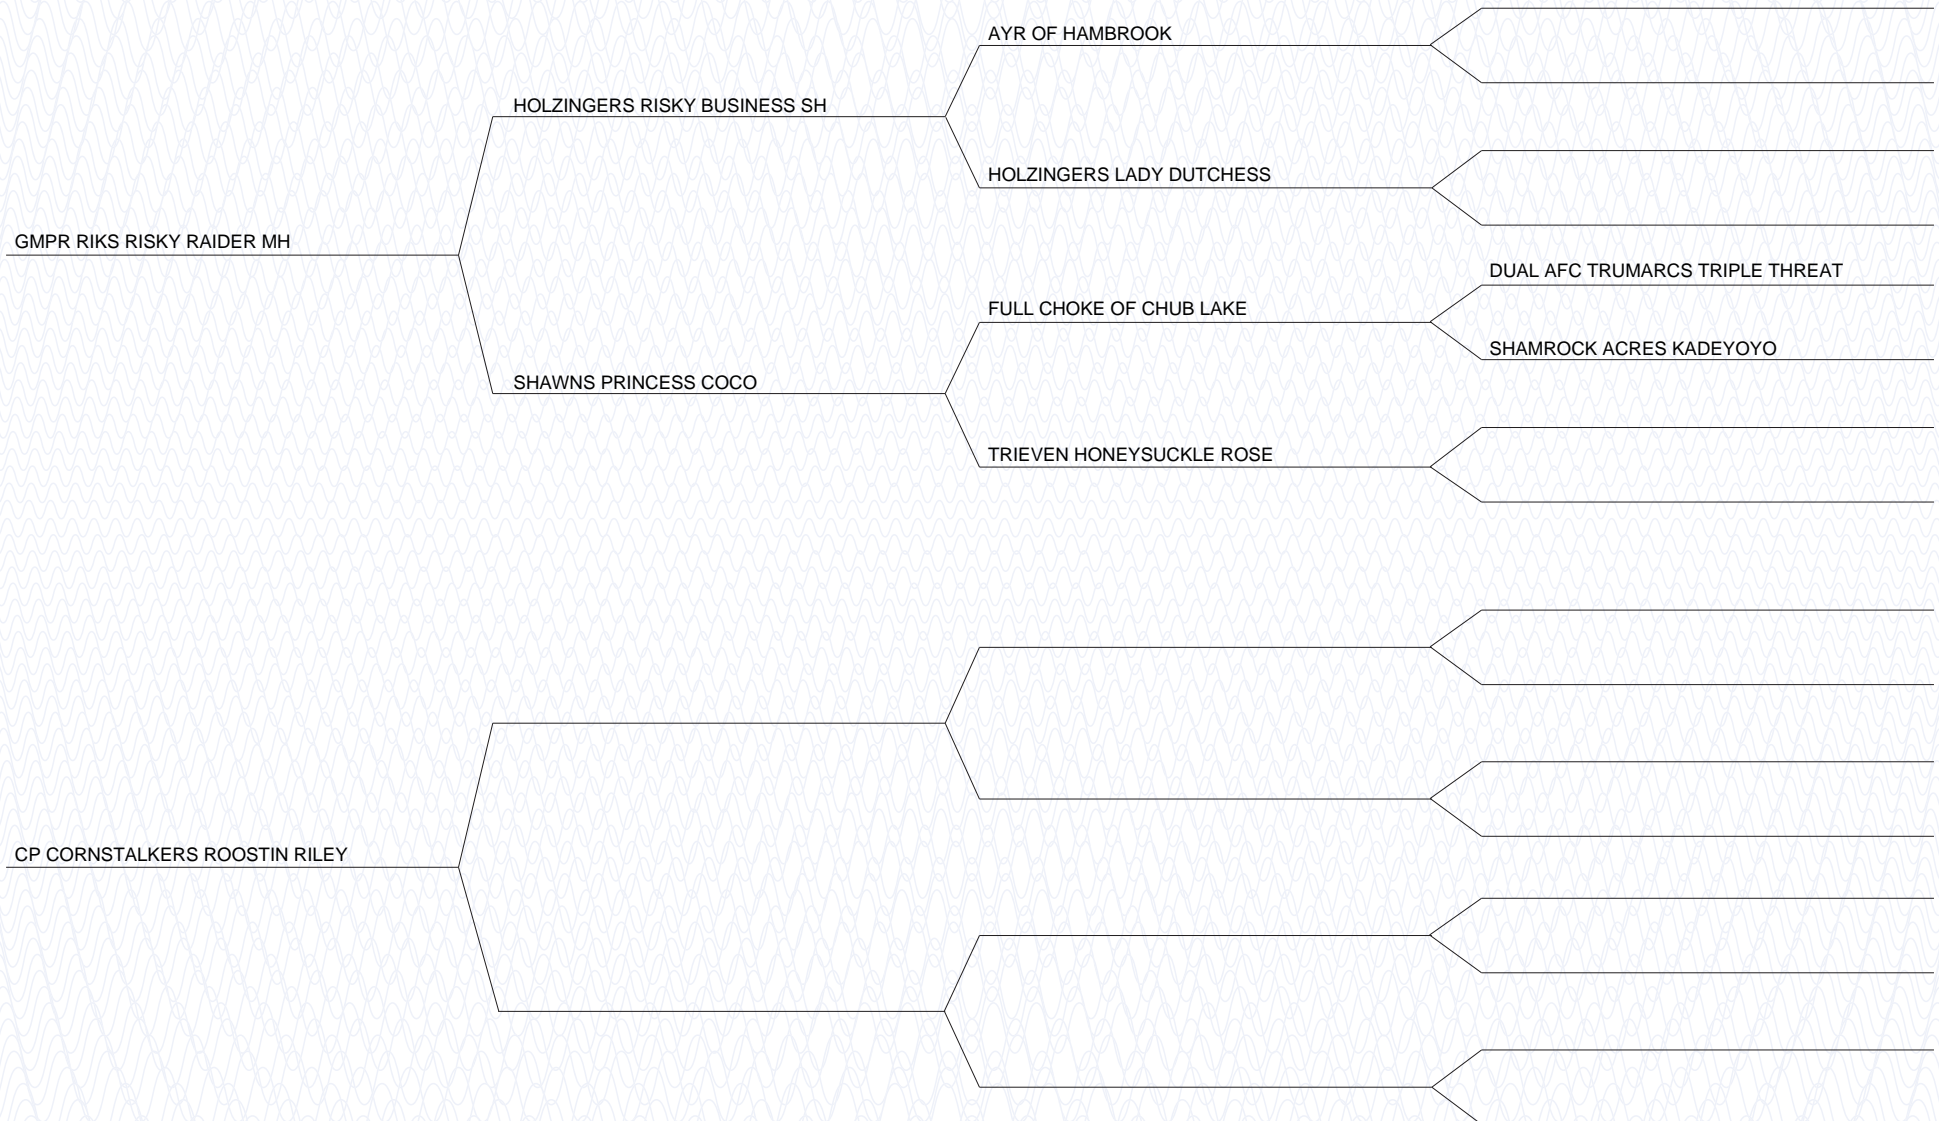 AYR OF HAMBROOK
HOLZINGERS RISKY BUSINESS SH
HOLZINGERS LADY DUTCHESS
GMPR RIKS RISKY RAIDER MH
DUAL AFC TRUMARCS TRIPLE THREAT
FULL CHOKE OF CHUB LAKE
SHAMROCK ACRES KADEYOYO
SHAWNS PRINCESS COCO
TRIEVEN HONEYSUCKLE ROSE
CP CORNSTALKERS ROOSTIN RILEY